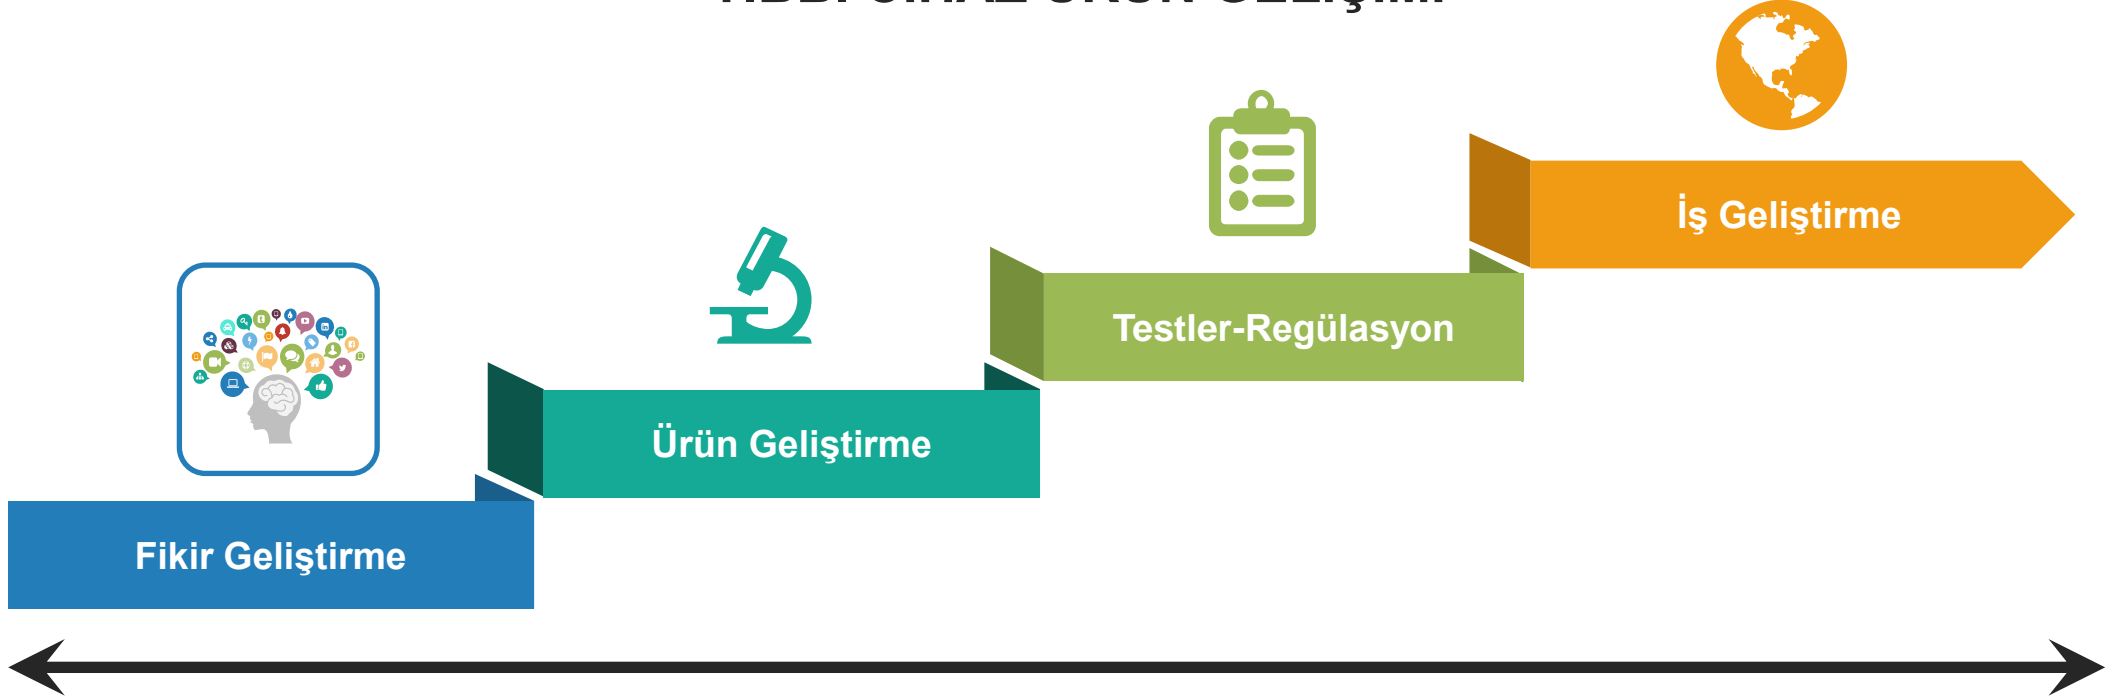 Fikir Geliştirme
Ürün Geliştirme
Testler-Regülasyon
İş Geliştirme